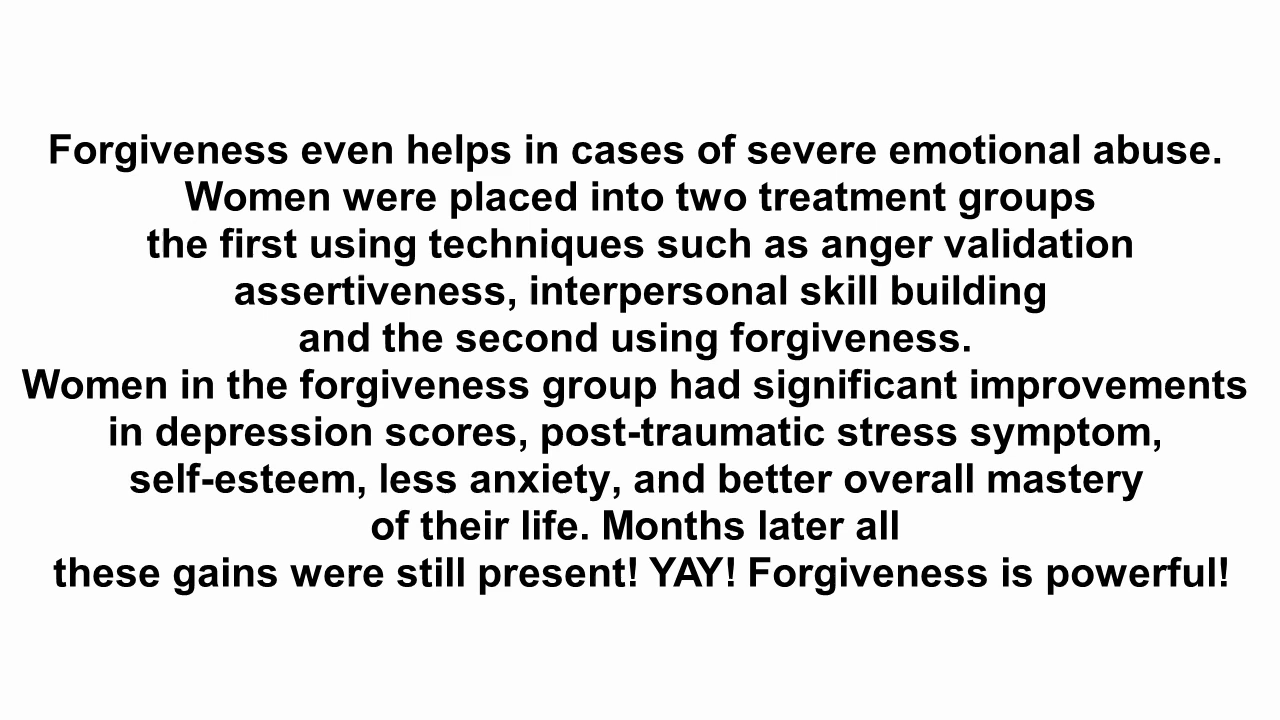 Forgiveness even helps in cases of severe emotional abuse.
Women were placed into two treatment groups
the first using techniques such as anger validation
assertiveness, interpersonal skill building
and the second using forgiveness.
Women in the forgiveness group had significant improvements
in depression scores, post-traumatic stress symptom,
self-esteem, less anxiety, and better overall mastery
of their life. Months later all
these gains were still present! YAY! Forgiveness is powerful!